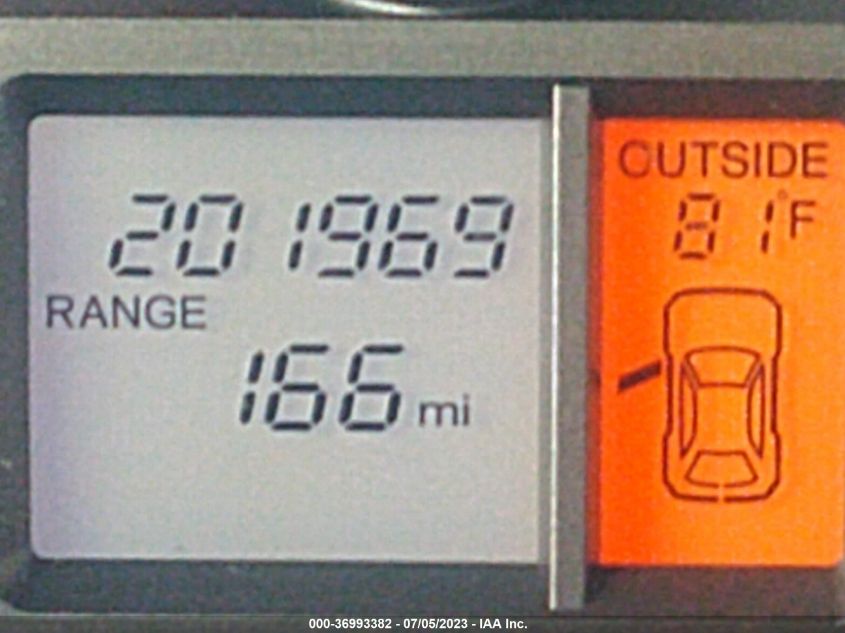 201969
RANGE
166 mi
OUTSIDE
81°F
000-36993382 - 07/05/2023 - IAA Inc.